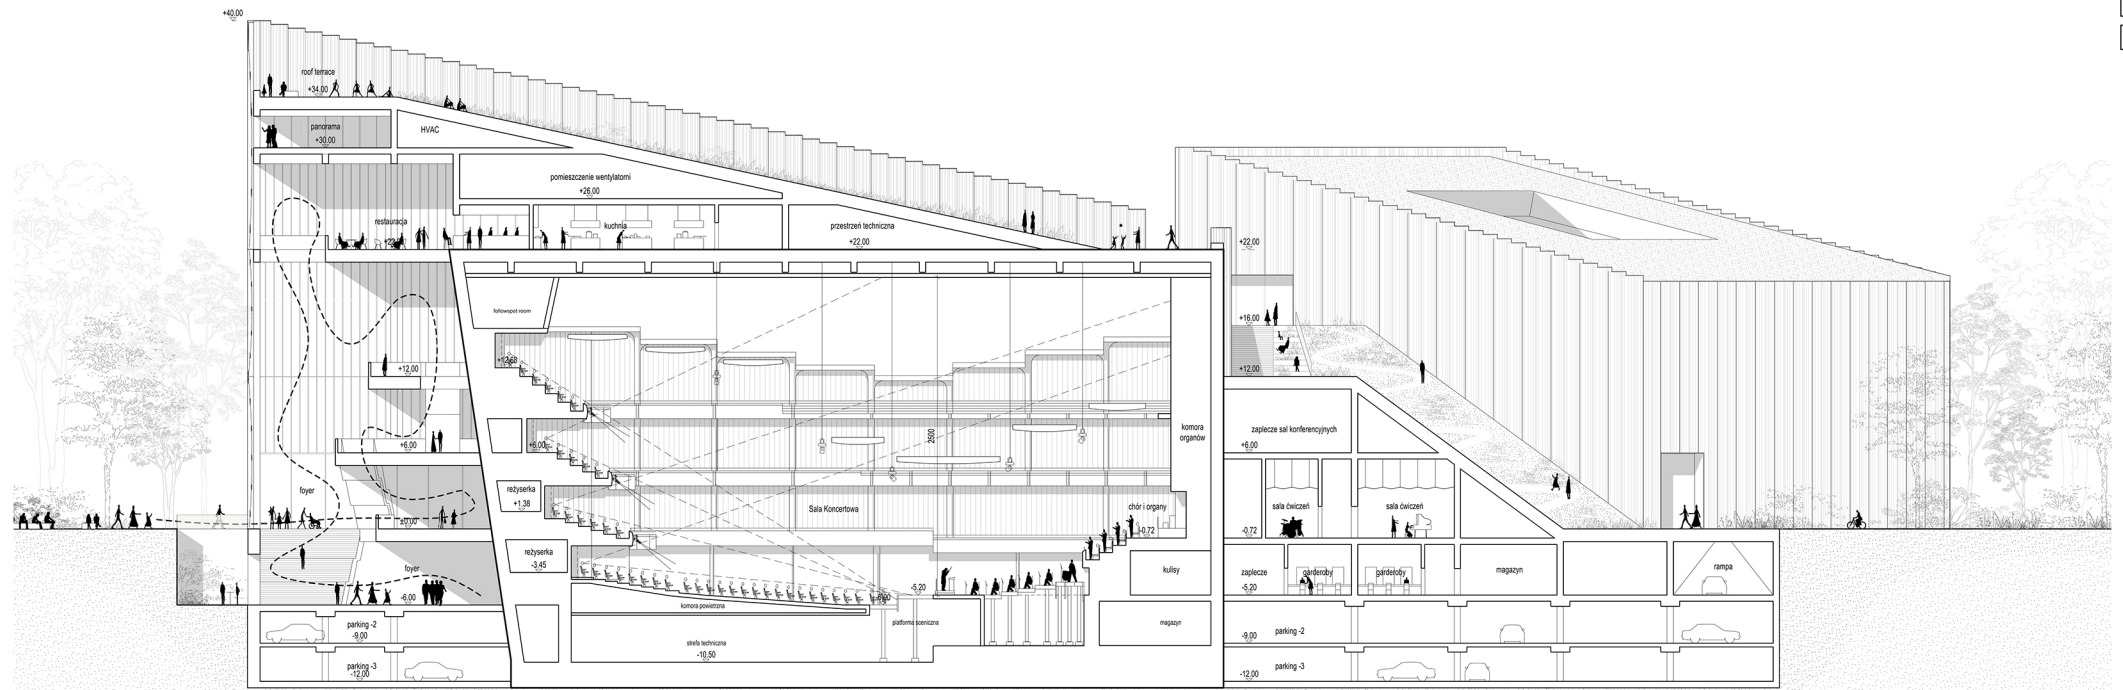 +40.00
roof terrace
+34.00
panorama
+30.00
HVAC
pomieszczenie wentylatorni
+26.00
restauracja
kuchnia
przestrzeń techniczna
+22.00
+22.00
followspot room
+16.00
+12.68
+12.00
+12.00
+6.00
+6.00
2500
komora
organów
zaplecze sal konferencyjnych
+6.00
foyer
±0.00
reżyserka
+1.38
Sala Koncertowa
chór i organy
-0.72
sala ćwiczeń
sala ćwiczeń
-0.72
reżyserka
-3.45
foyer
-6.00
-5.20
kulisy
zaplecze
-5.20
garderoby
garderoby
magazyn
rampa
komora powietrzna
platforma sceniczna
magazyn
parking -2
-9.00
-9.00
parking -2
strefa techniczna
-10.50
parking -3
-12.00
-12.00
parking -3